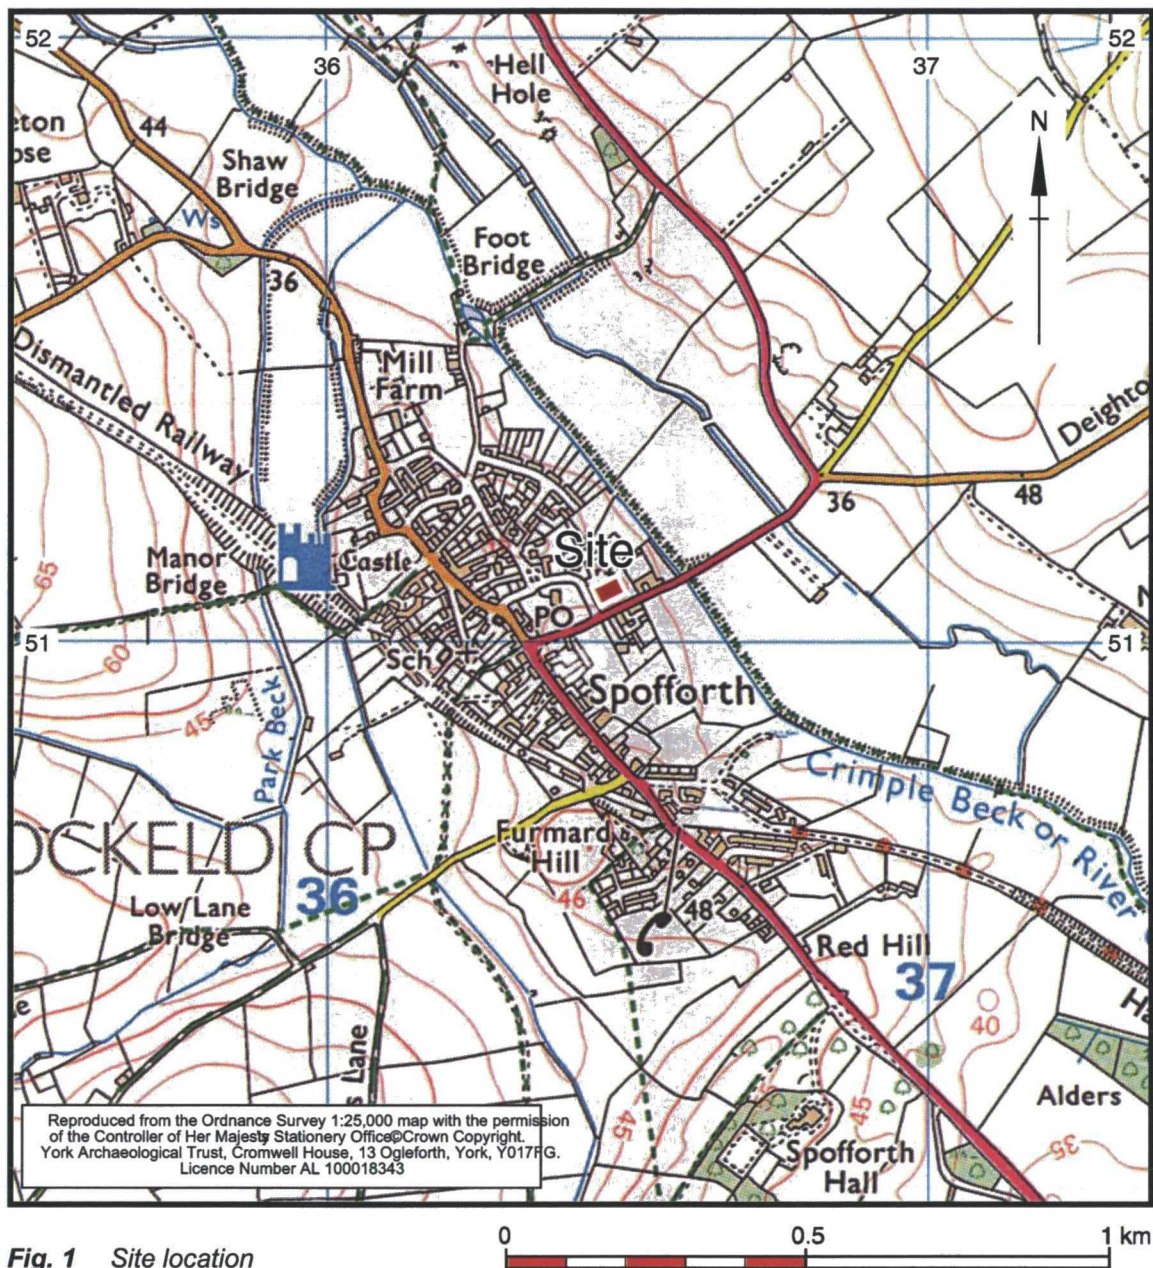 52
36
37
52
Hell
Hole
N
eton
ose
44
Shaw
Bridge
Ws
Foot
Bridge
36
Dismantled Railway
Mill
Farm
Deighto
36
48
Site
Manor
Bridge
Castle
65
PO
51
51
60
Sch
Spofforth
45
Park Beck
Crimple Beck or River
OCKELD CP
Furmard
Hill
36
46
Low Lane
Bridge
48
Red Hill
37
40
Ha
s Lane
Alders
45
45
35
Spofforth
Hall
Reproduced from the Ordnance Survey 1:25,000 map with the permission
of the Controller of Her Majesty Stationery Office©Crown Copyright.
York Archaeological Trust, Cromwell House, 13 Ogleforth, York, Y017FG.
Licence Number AL 100018343
Fig. 1 Site location
0 0.5 1 km